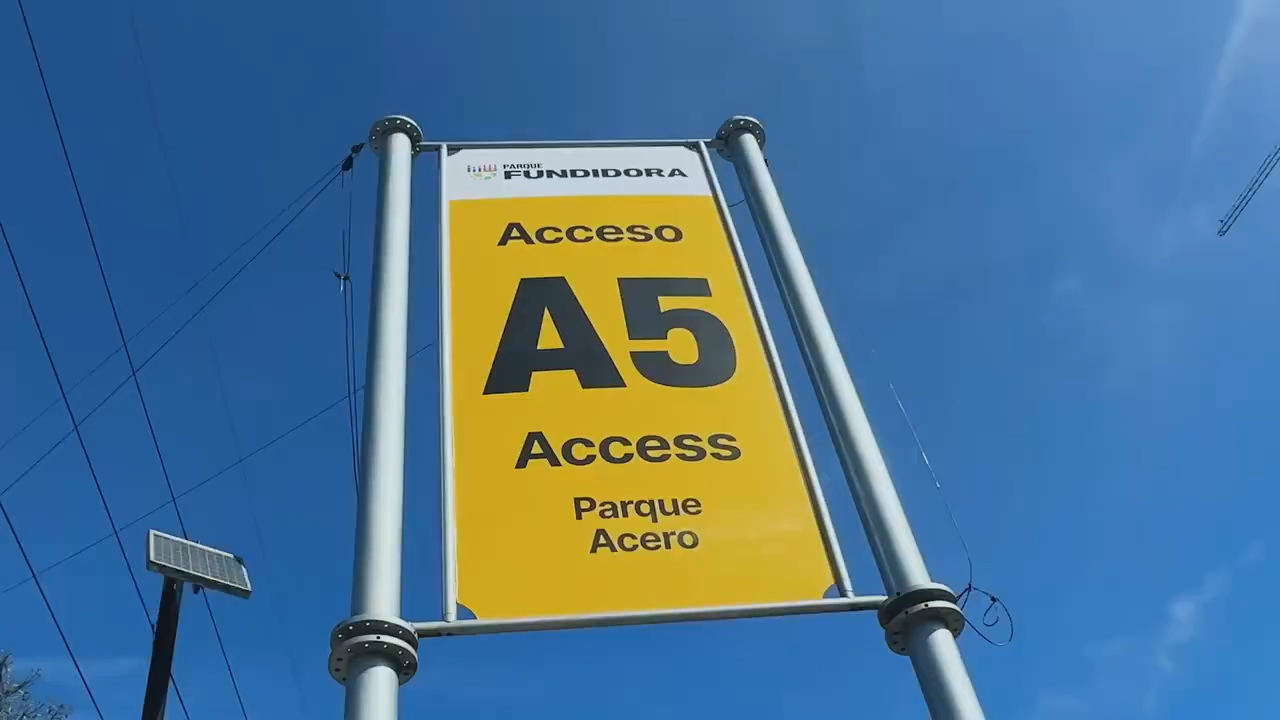 PARQUE
FUNDIDORA
Acceso
A5
Access
Parque
Acero